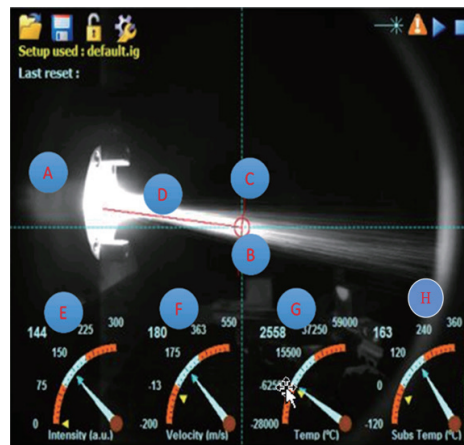 Setup used : default.ig
Last reset :
A
D
C
B
E
F
G
H
144
225
300
150
75
0
Intensity (a.u.)
180
363
550
175
-13
-200
Velocity (m/s)
2558
37250
59000
15500
-28000
Temp (°C)
163
240
360
120
0
-120
Subs Temp (°C)